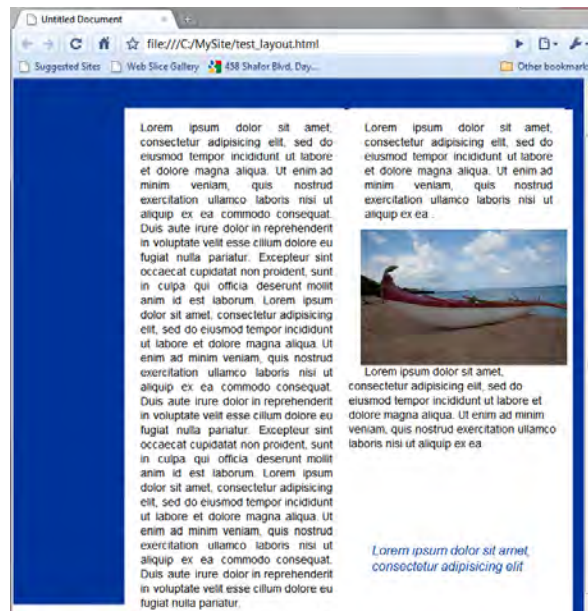 Untitled Document
file:///C:/MySite/test_layout.html
Suggested Sites Web Slice Gallery 458 Shafor Blvd, Day... Other bookmarks
Lorem ipsum dolor sit amet,
consectetur adipisicing elit, sed do
eiusmod tempor incididunt ut labore
et dolore magna aliqua. Ut enim ad
minim veniam, quis nostrud
exercitation ullamco laboris nisi ut
aliquip ex ea commodo consequat.
Duis aute irure dolor in reprehenderit
in voluptate velit esse cillum dolore eu
fugiat nulla pariatur. Excepteur sint
occaecat cupidatat non proident, sunt
in culpa qui officia deserunt mollit
anim id est laborum. Lorem ipsum
dolor sit amet, consectetur adipisicing
elit, sed do eiusmod tempor incididunt
ut labore et dolore magna aliqua. Ut
enim ad minim veniam, quis nostrud
exercitation ullamco laboris nisi ut
aliquip ex ea commodo consequat.
Duis aute irure dolor in reprehenderit
in voluptate velit esse cillum dolore eu
fugiat nulla pariatur. Excepteur sint
occaecat cupidatat non proident, sunt
in culpa qui officia deserunt mollit
anim id est laborum. Lorem ipsum
dolor sit amet, consectetur adipisicing
elit, sed do eiusmod tempor incididunt
ut labore et dolore magna aliqua. Ut
enim ad minim veniam, quis nostrud
exercitation ullamco laboris nisi ut
aliquip ex ea commodo consequat.
Duis aute irure dolor in reprehenderit
in voluptate velit esse cillum dolore eu
fugiat nulla pariatur.
Lorem ipsum dolor sit amet,
consectetur adipisicing elit, sed do
eiusmod tempor incididunt ut labore
et dolore magna aliqua. Ut enim ad
minim veniam, quis nostrud
exercitation ullamco laboris nisi ut
aliquip ex ea .
Lorem ipsum dolor sit amet,
consectetur adipisicing elit, sed do
eiusmod tempor incididunt ut labore et
dolore magna aliqua. Ut enim ad minim
veniam, quis nostrud exercitation ullamco
laboris nisi ut aliquip ex ea
Lorem ipsum dolor sit amet,
consectetur adipisicing elit